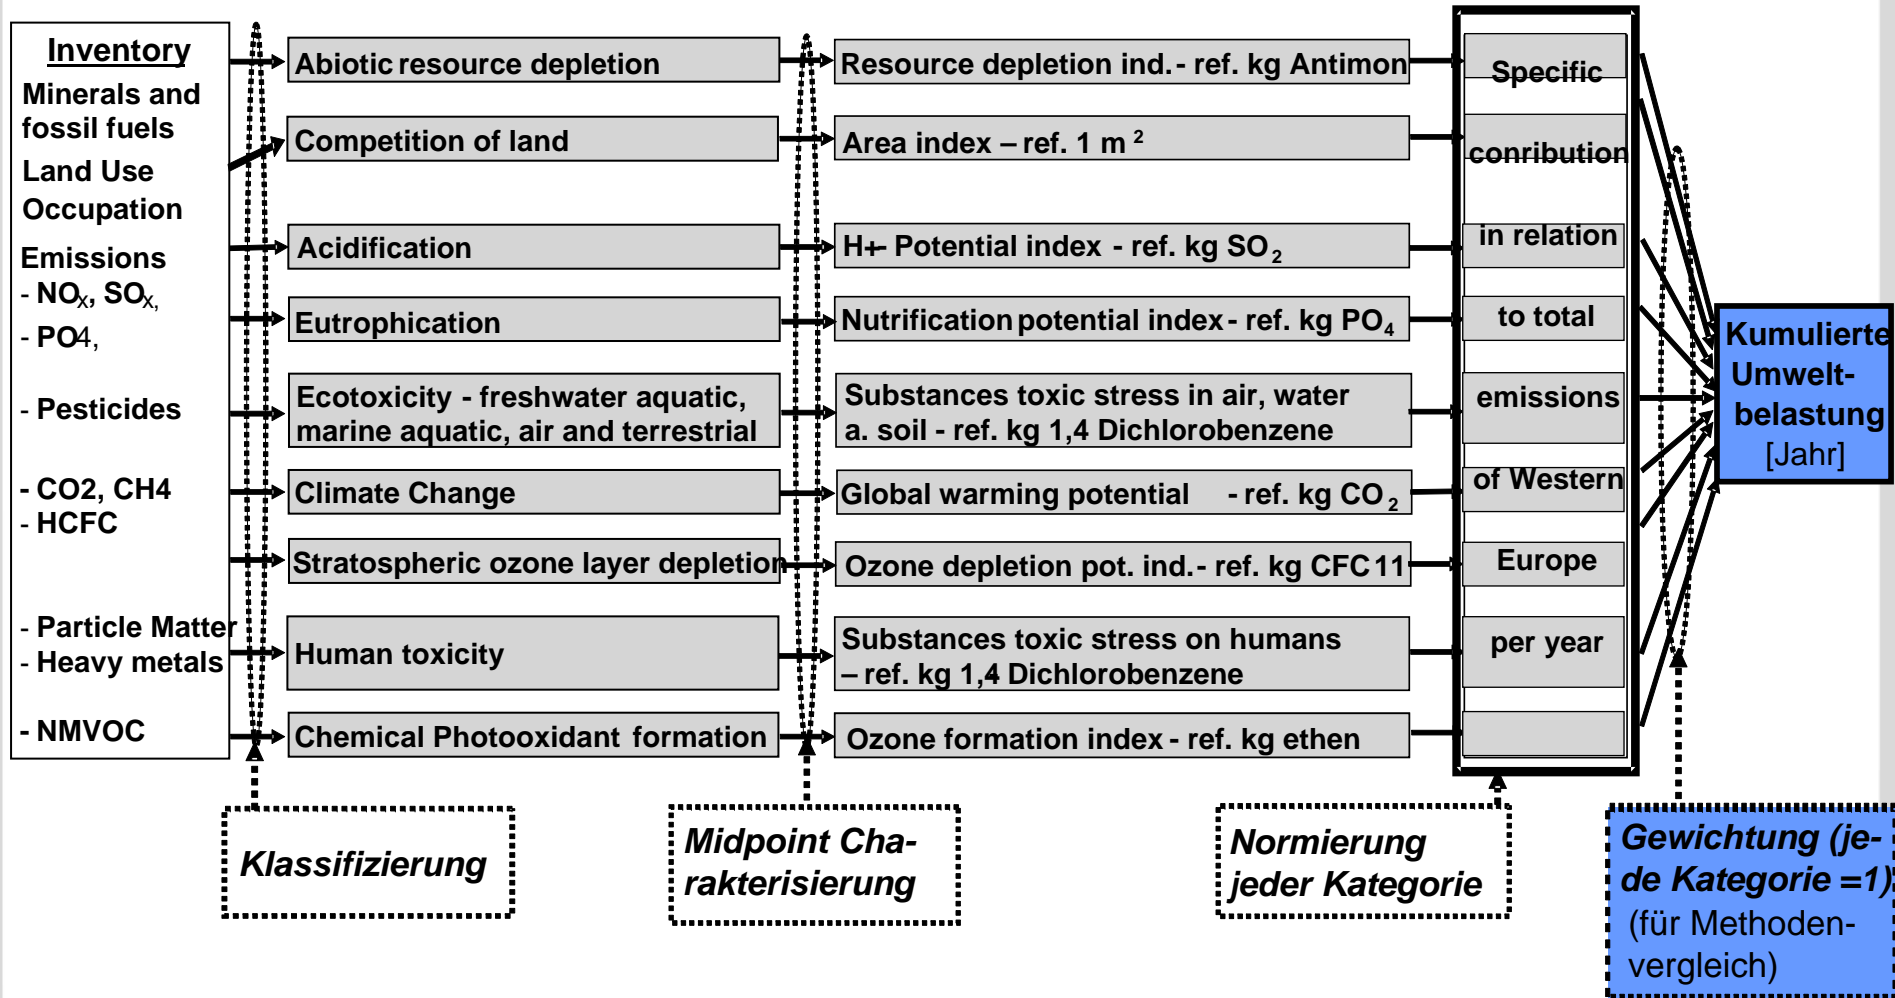 Inventory
Minerals and
fossil fuels
Land Use
Occupation
Emissions
- NOX, SOX,
- PO4,
- Pesticides
- CO2, CH4
- HCFC
- Particle Matter
- Heavy metals
- NMVOC
Abiotic resource depletion
Competition of land
Acidification
Eutrophication
Ecotoxicity - freshwater aquatic,
marine aquatic, air and terrestrial
Climate Change
Stratospheric ozone layer depletion
Human toxicity
Chemical Photooxidant formation
Resource depletion ind. - ref. kg Antimon
Area index – ref. 1 m 2
H+- Potential index - ref. kg SO2
Nutrification potential index - ref. kg PO4
Substances toxic stress in air, water
a. soil - ref. kg 1,4 Dichlorobenzene
Global warming potential - ref. kg CO2
Ozone depletion pot. ind. - ref. kg CFC 11
Substances toxic stress on humans
– ref. kg 1,4 Dichlorobenzene
Ozone formation index - ref. kg ethen
Specific
conribution
in relation
to total
emissions
of Western
Europe
per year
Kumulierte
Umwelt-
belastung
[Jahr]
Klassifizierung
Midpoint Cha-
rakterisierung
Normierung
jeder Kategorie
Gewichtung (je-
de Kategorie =1)
(für Methoden-
vergleich)